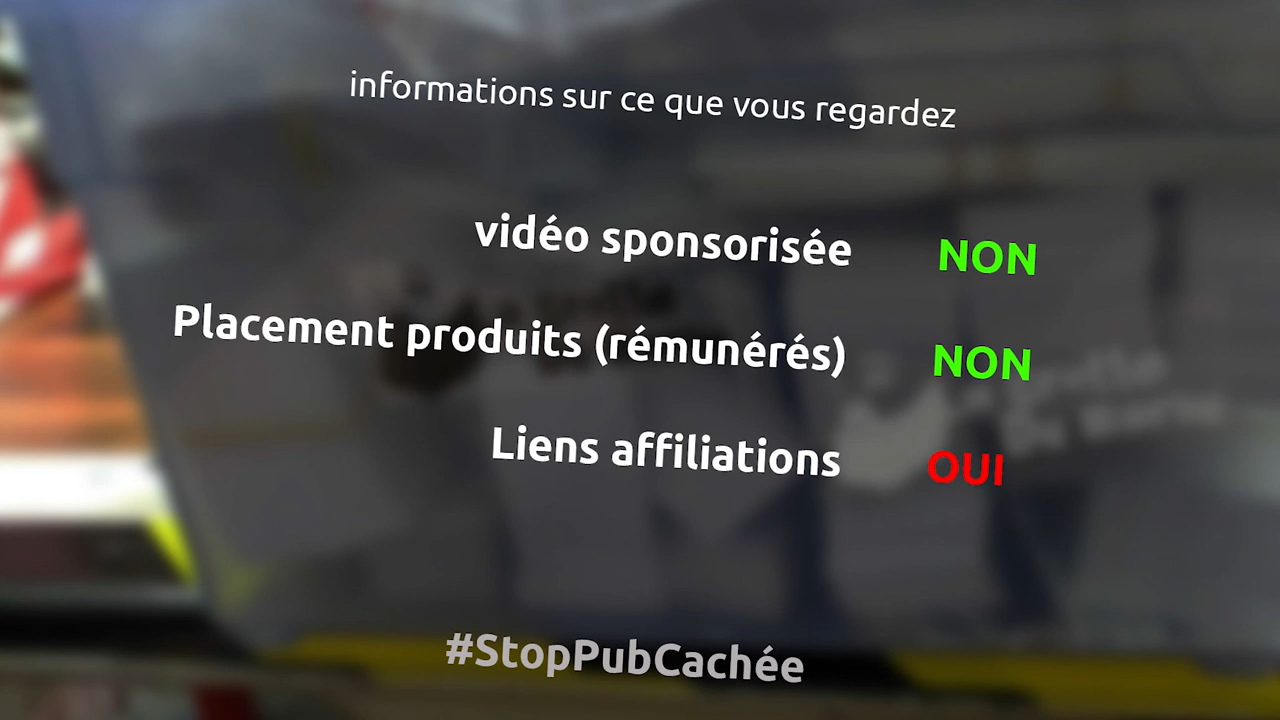 informations sur ce que vous regardez
vidéo sponsorisée NON
Placement produits (rémunérés) NON
Liens affiliations OUI
#StopPubCachée